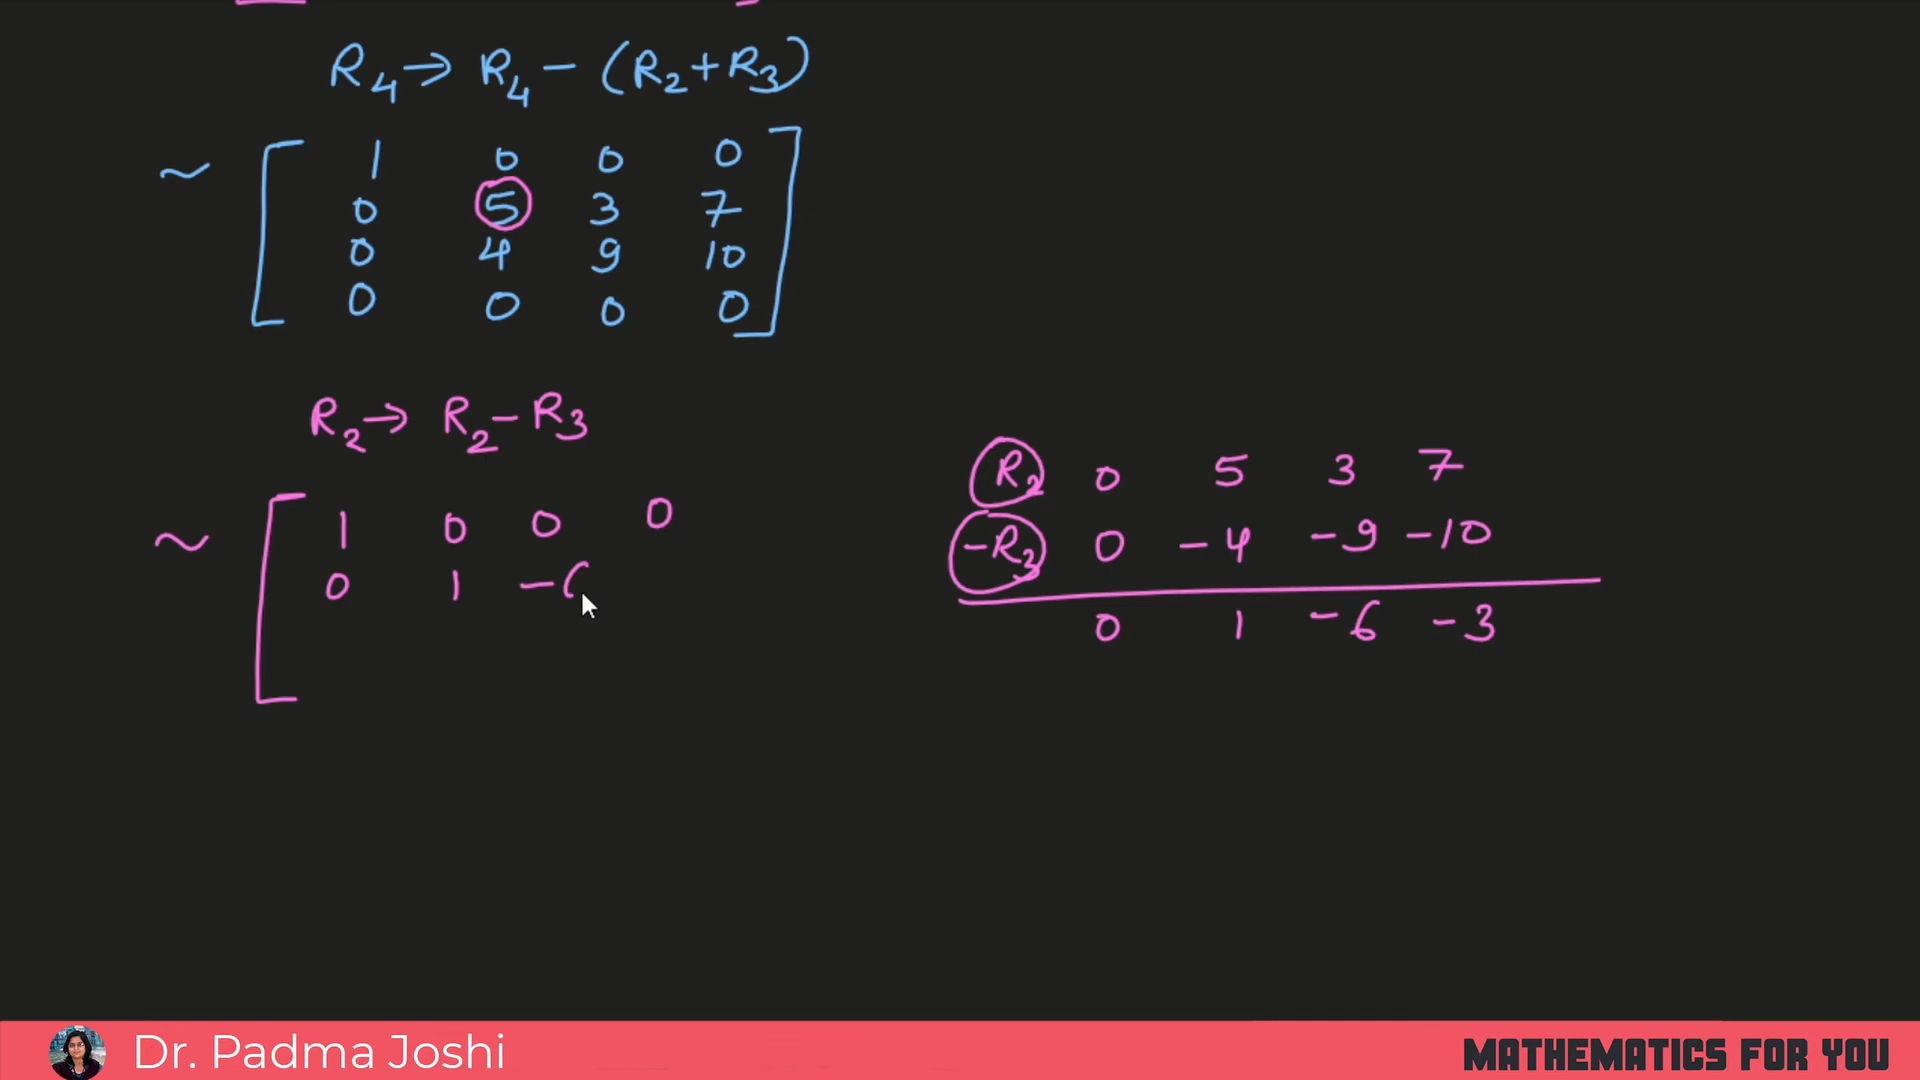 R₄ → R₄ - (R₂ + R₃)
~ [ 1 0 0 0
0 5 3 7
0 4 9 10
0 0 0 0 ]
R₂ → R₂ - R₃
~ [ 1 0 0 0
0 1 -6
R₂ 0 5 3 7
-R₃ 0 -4 -9 -10
0 1 -6 -3
Dr. Padma Joshi
MATHEMATICS FOR YOU